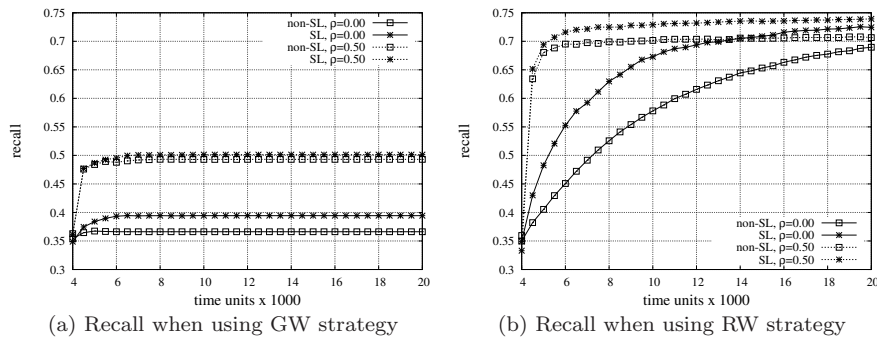 0.75
0.7
0.65
0.6
0.55
0.5
0.45
0.4
0.35
0.3
recall
4 6 8 10 12 14 16 18 20
time units x 1000
non-SL, ρ=0.00
SL, ρ=0.00
non-SL, ρ=0.50
SL, ρ=0.50
(a) Recall when using GW strategy
0.75
0.7
0.65
0.6
0.55
0.5
0.45
0.4
0.35
0.3
recall
4 6 8 10 12 14 16 18 20
time units x 1000
non-SL, ρ=0.00
SL, ρ=0.00
non-SL, ρ=0.50
SL, ρ=0.50
(b) Recall when using RW strategy